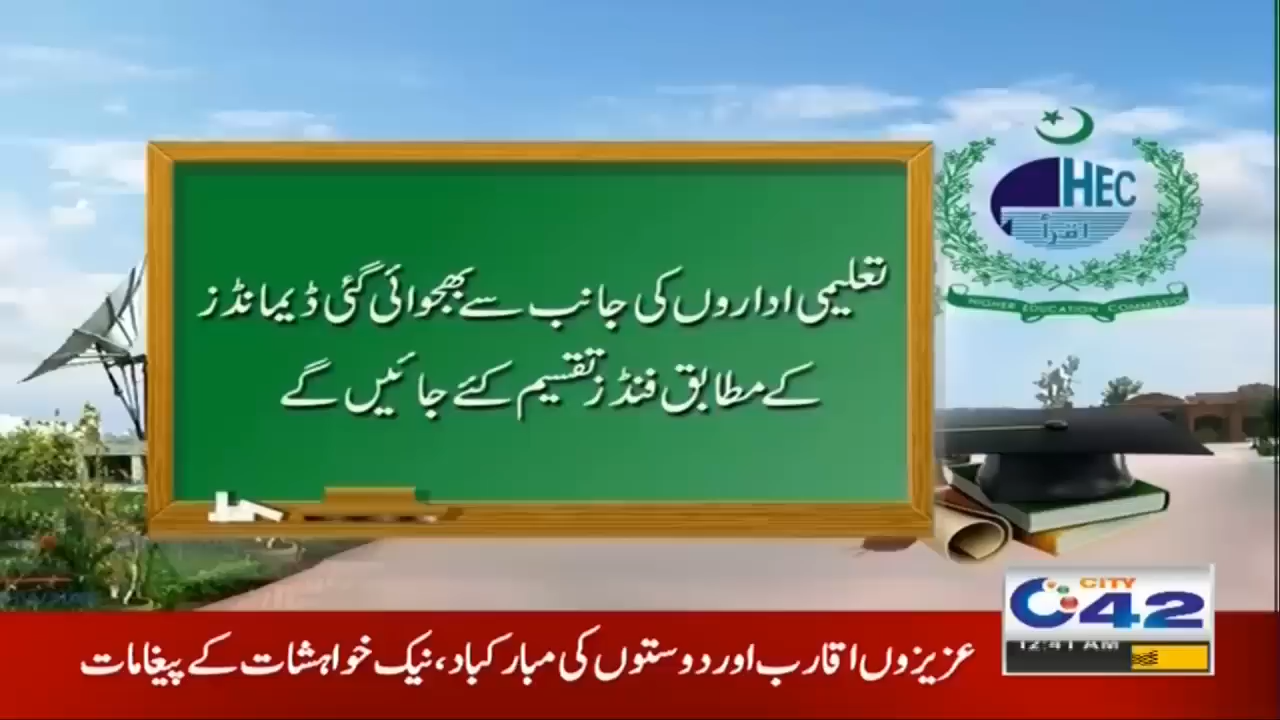 HEC
اقرأ
HIGHER EDUCATION COMMISSION
تعلیمی اداروں کی جانب سے بھجوائی گئی ڈیمانڈز
کے مطابق فنڈز تقسیم کئے جائیں گے
CITY
42
12:41 AM
عزیزوں اقارب اور دوستوں کی مبارکباد، نیک خواہشات کے پیغامات